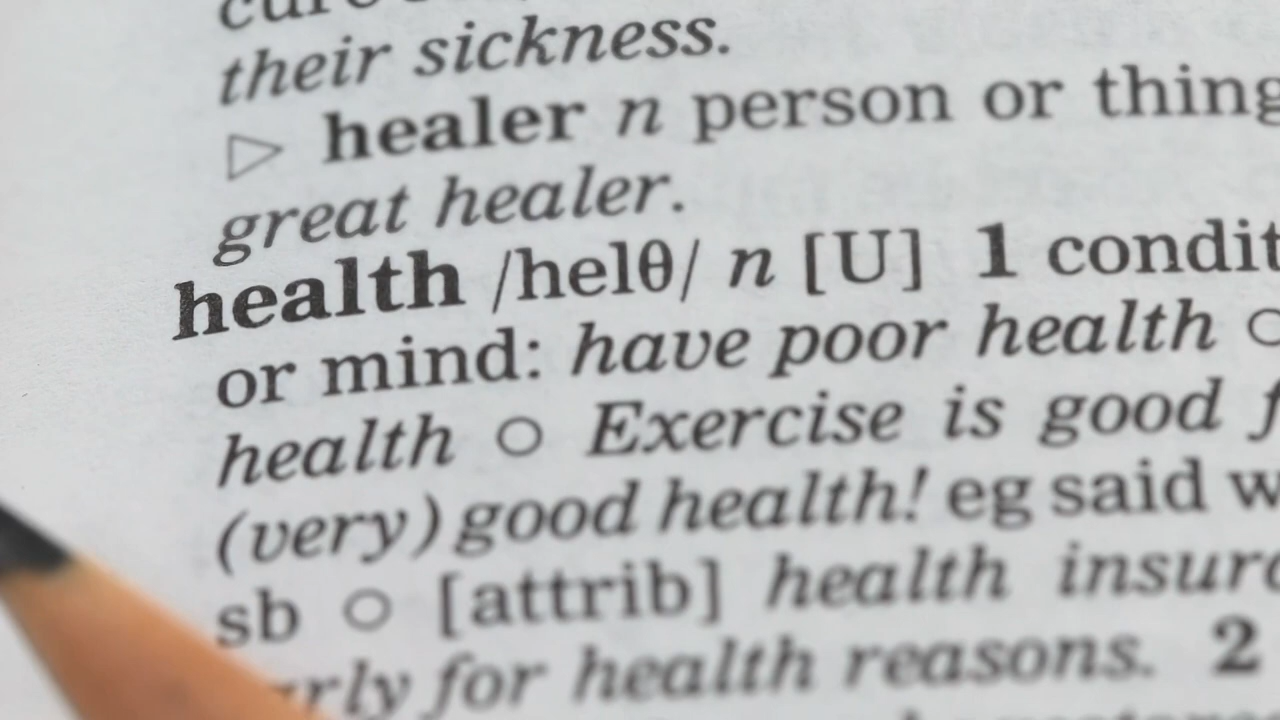 their sickness.
▷ healer n person or thing
great healer.
health /helθ/ n [U] 1 condit
or mind: have poor health ○
health ○ Exercise is good f
(very) good health! eg said w
sb ○ [attrib] health insur
rly for health reasons. 2